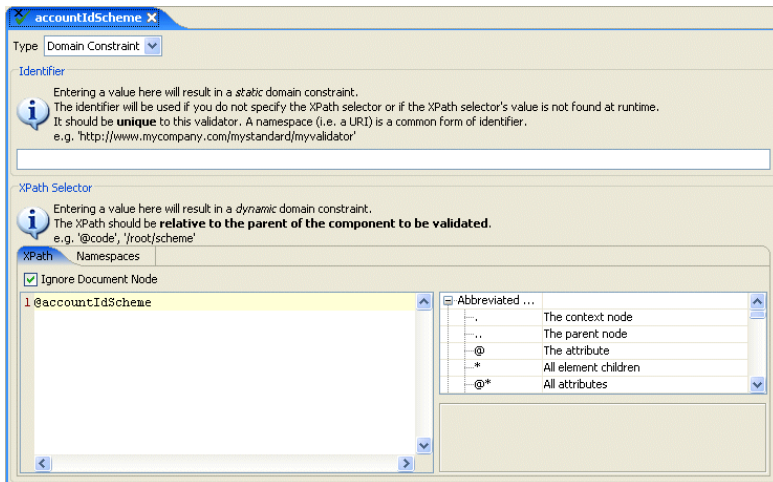 accountIdScheme
Type Domain Constraint
Identifier
Entering a value here will result in a static domain constraint.
The identifier will be used if you do not specify the XPath selector or if the XPath selector's value is not found at runtime.
It should be unique to this validator. A namespace (i.e. a URI) is a common form of identifier.
e.g. 'http://www.mycompany.com/mystandard/myvalidator'
XPath Selector
Entering a value here will result in a dynamic domain constraint.
The XPath should be relative to the parent of the component to be validated.
e.g. '@code', '/root/scheme'
XPath Namespaces
Ignore Document Node
1 @accountIdScheme
Abbreviated ...
. The context node
.. The parent node
@ The attribute
* All element children
@* All attributes